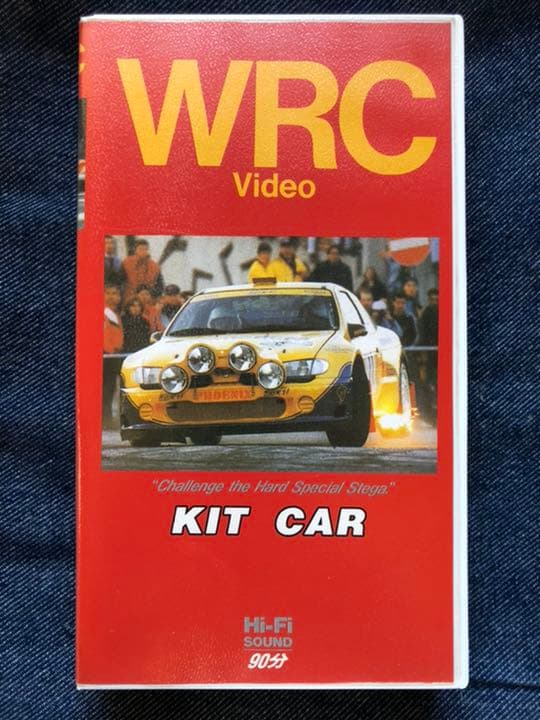 WRC
Video
PHOENIX
"Challenge the Hard Special Stega."
KIT CAR
Hi-Fi
SOUND
90分